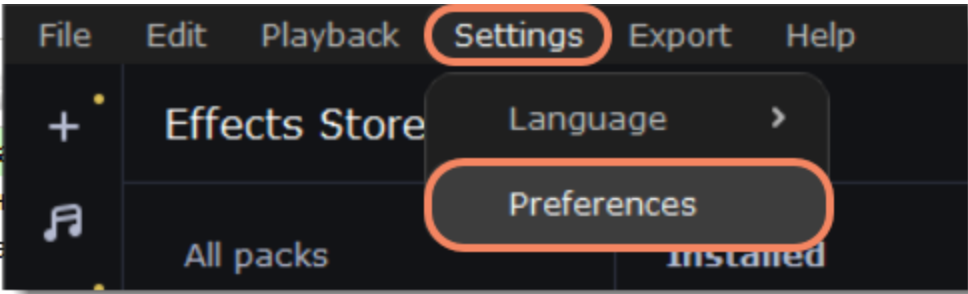 File Edit Playback Settings Export Help
Effects Store
Language
Preferences
All packs
Installed